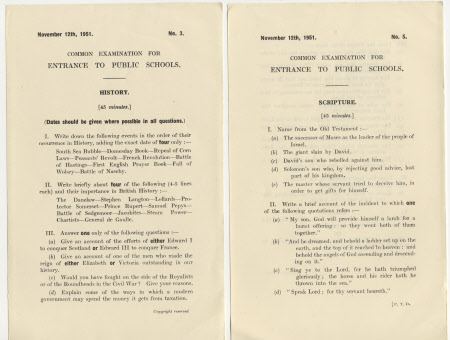 November 12th, 1951. No. 3.
COMMON EXAMINATION FOR
ENTRANCE TO PUBLIC SCHOOLS.
HISTORY.
[45 minutes.]
(Dates should be given where possible in all questions.)
I. Write down the following events in the order of their
occurrence in History, adding the exact date of four only :—
South Sea Bubble—Domesday Book—Repeal of Corn
Laws—Peasants' Revolt—French Revolution—Battle
of Hastings—First English Prayer Book—Fall of
Wolsey—Battle of Naseby.
II. Write briefly about four of the following (4-5 lines
each) and their importance in British History :—
The Danelaw—Stephen Langton—Lollards—Pro-
tector Somerset—Prince Rupert—Samuel Pepys—
Battle of Sedgemoor—Jacobites—Steam Power—
Chartists—General de Gaulle.
III. Answer one only of the following questions :—
(a) Give an account of the efforts of either Edward I
to conquer Scotland or Edward III to conquer France.
(b) Give an account of one of the men who made the
reign of either Elizabeth or Victoria outstanding in our
history.
(c) Would you have fought on the side of the Royalists
or of the Roundheads in the Civil War? Give your reasons.
(d) Explain some of the ways in which a modern
government may spend the money it gets from taxation.
Copyright reserved
November 12th, 1951. No. 5.
COMMON EXAMINATION FOR
ENTRANCE TO PUBLIC SCHOOLS.
SCRIPTURE.
[45 minutes.]
I. Name from the Old Testament :—
(a) The successor of Moses as the leader of the people of
Israel.
(b) The giant slain by David.
(c) David's son who rebelled against him.
(d) Solomon's son who, by rejecting good advice, lost
part of his kingdom.
(e) The master whose servant tried to deceive him, in
order to get gifts for himself.
II. Write a brief account of the incident to which one
of the following quotations refers :—
(a) "My son, God will provide himself a lamb for a
burnt offering : so they went both of them
together."
(b) "And he dreamed, and behold a ladder set up on the
earth, and the top of it reached to heaven : and
behold the angels of God ascending and descend-
ing on it."
(c) "Sing ye to the Lord, for he hath triumphed
gloriously ; the horse and his rider hath he
thrown into the sea."
(d) "Speak Lord ; for thy servant heareth."
[P. T. O.